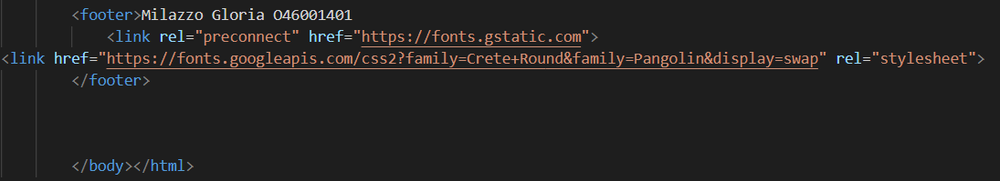 <footer>Milazzo Gloria O46001401
<link rel="preconnect" href="https://fonts.gstatic.com">
<link href="https://fonts.googleapis.com/css2?family=Crete+Round&family=Pangolin&display=swap" rel="stylesheet">
</footer>
</body></html>